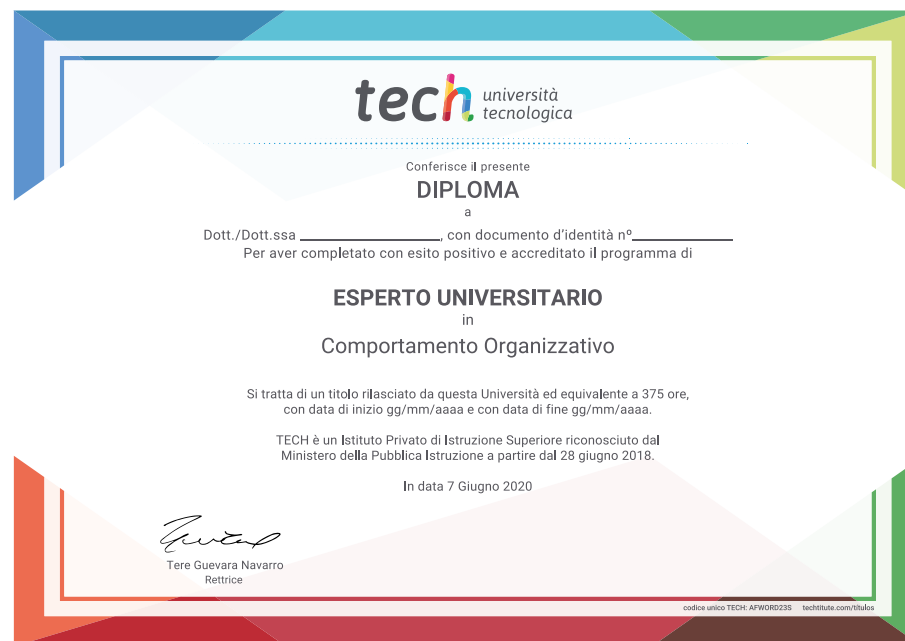 tech università
tecnologica
Conferisce il presente
DIPLOMA
a
Dott./Dott.ssa ____________________, con documento d'identità nº______________
Per aver completato con esito positivo e accreditato il programma di
ESPERTO UNIVERSITARIO
in
Comportamento Organizzativo
Si tratta di un titolo rilasciato da questa Università ed equivalente a 375 ore,
con data di inizio gg/mm/aaaa e con data di fine gg/mm/aaaa.
TECH è un Istituto Privato di Istruzione Superiore riconosciuto dal
Ministero della Pubblica Istruzione a partire dal 28 giugno 2018.
In data 7 Giugno 2020
Tere Guevara Navarro
Rettrice
codice unico TECH: AFWORD23S techtitute.com/títulos